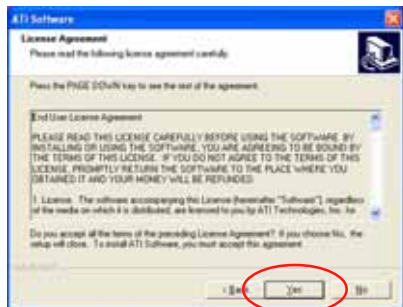 ATI Software
License Agreement
Please read the following license agreement carefully.
Press the PAGE DOWN key to see the rest of the agreement.
End User License Agreement
PLEASE READ THIS LICENSE CAREFULLY BEFORE USING THE SOFTWARE. BY
INSTALLING OR USING THE SOFTWARE, YOU ARE AGREEING TO BE BOUND BY
THE TERMS OF THIS LICENSE. IF YOU DO NOT AGREE TO THE TERMS OF THIS
LICENSE, PROMPTLY RETURN THE SOFTWARE TO THE PLACE WHERE YOU
OBTAINED IT AND YOUR MONEY WILL BE REFUNDED.
1. License. The software accompanying this License (hereinafter "Software"), regardless
of the media on which it is distributed, are licensed to you by ATI Technologies, Inc. for
Do you accept all the terms of the preceding License Agreement? If you choose No, the
setup will close. To install ATI Software, you must accept this agreement.
< Back
Yes
No